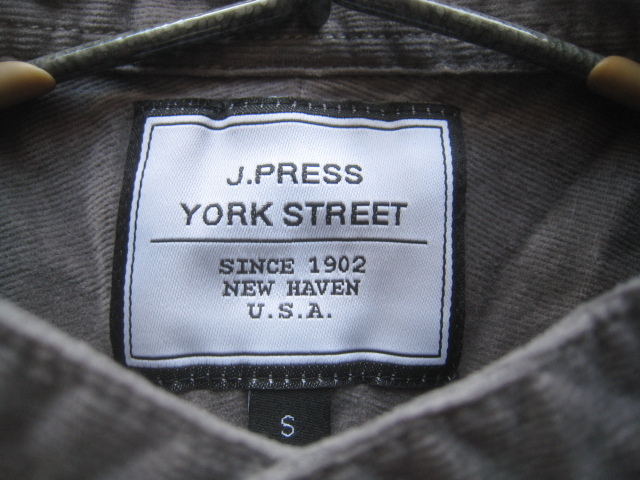 J.PRESS
YORK STREET
SINCE 1902
NEW HAVEN
U.S.A.
S